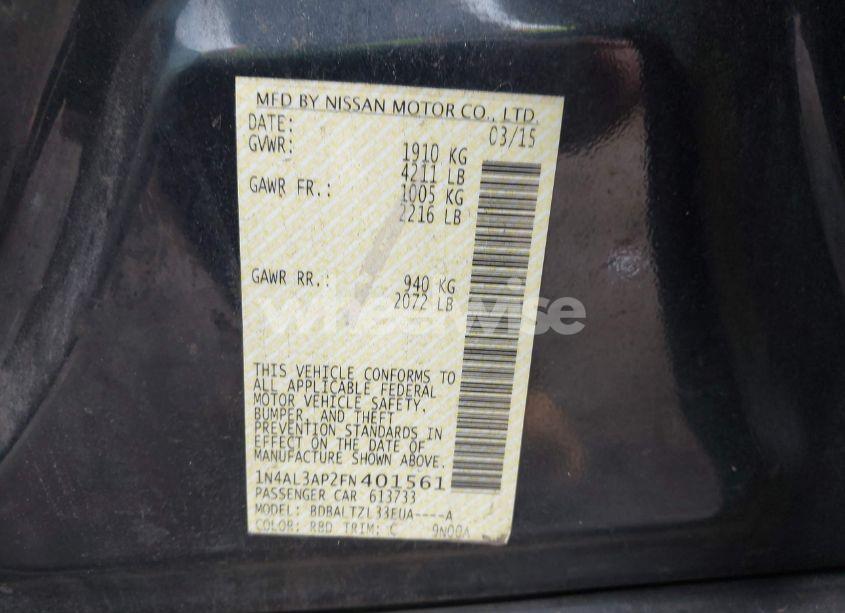 MFD BY NISSAN MOTOR CO., LTD.
DATE: 03/15
GVWR: 1910 KG
4211 LB
GAWR FR.: 1005 KG
2216 LB
GAWR RR.: 940 KG
2072 LB
wheelwise
THIS VEHICLE CONFORMS TO
ALL APPLICABLE FEDERAL
MOTOR VEHICLE SAFETY,
BUMPER, AND THEFT
PREVENTION STANDARDS IN
EFFECT ON THE DATE OF
MANUFACTURE SHOWN ABOVE.
1N4AL3AP2FN401561
PASSENGER CAR 613733
MODEL: BDBALTZL33EUA----A
COLOR: RBD TRIM: C 9N00A